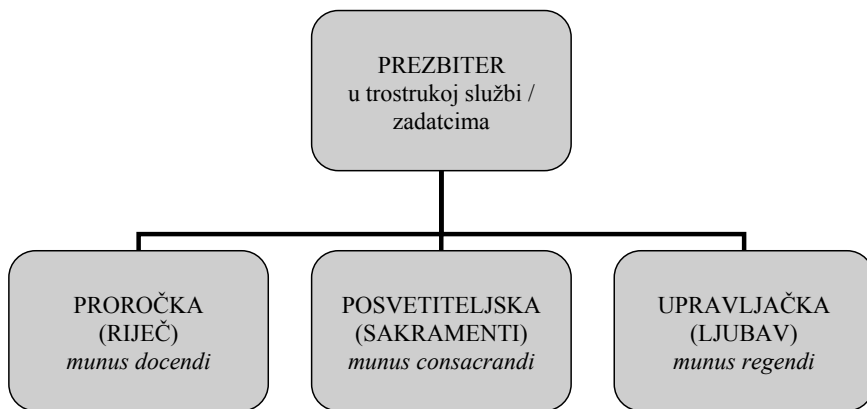 PREZBITER
u trostrukoj službi /
zadatcima
PROROČKA
(RIJEČ)
munus docendi
POSVETITELJSKA
(SAKRAMENTI)
munus consacrandi
UPRAVLJAČKA
(LJUBAV)
munus regendi